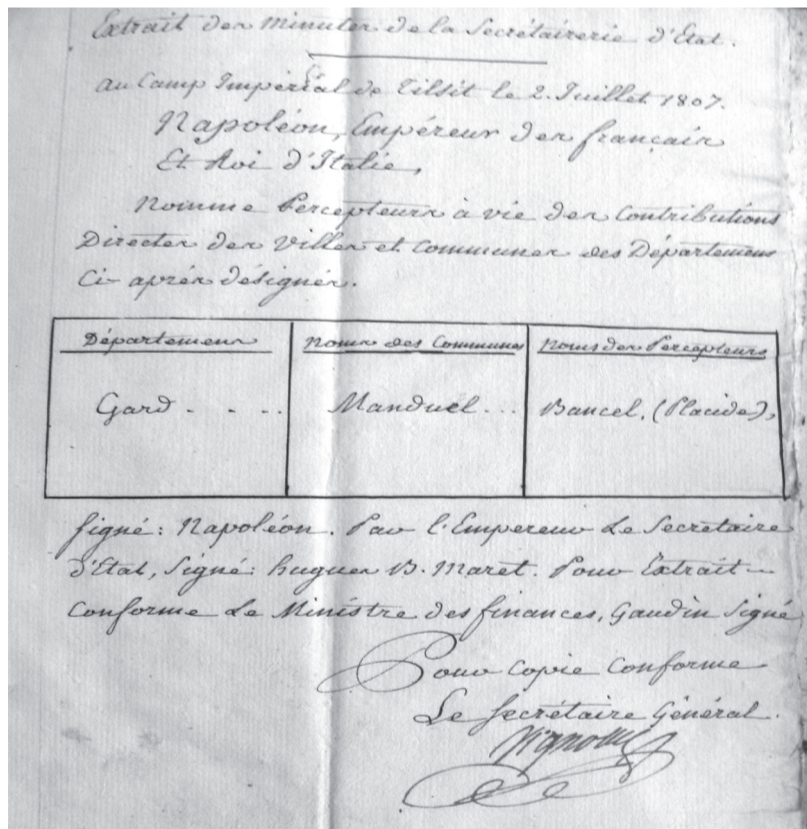 Extrait des minutes de la Secrétairerie d'Etat.
au Camp Impérial de Tilsit le 2. Juillet 1807.
Napoléon, Empéreur des français
Et Roi d'Italie,
Nomme Percepteurs à vie des Contributions
Directes des Villes et Communes des Départemens
Ci-après désignés.
Départemens
Noms des Communes
Noms des Percepteurs
Gard . . ..
Manduel ...
Bancel, (Placide),
Signé: Napoléon. Par l'Empereur Le Secrétaire
d'Etat, Signé: hugues B. Maret. Pour Extrait
Conforme Le Ministre des finances, Gaudin Signé
Pour Copie Conforme
Le Secrétaire Général.